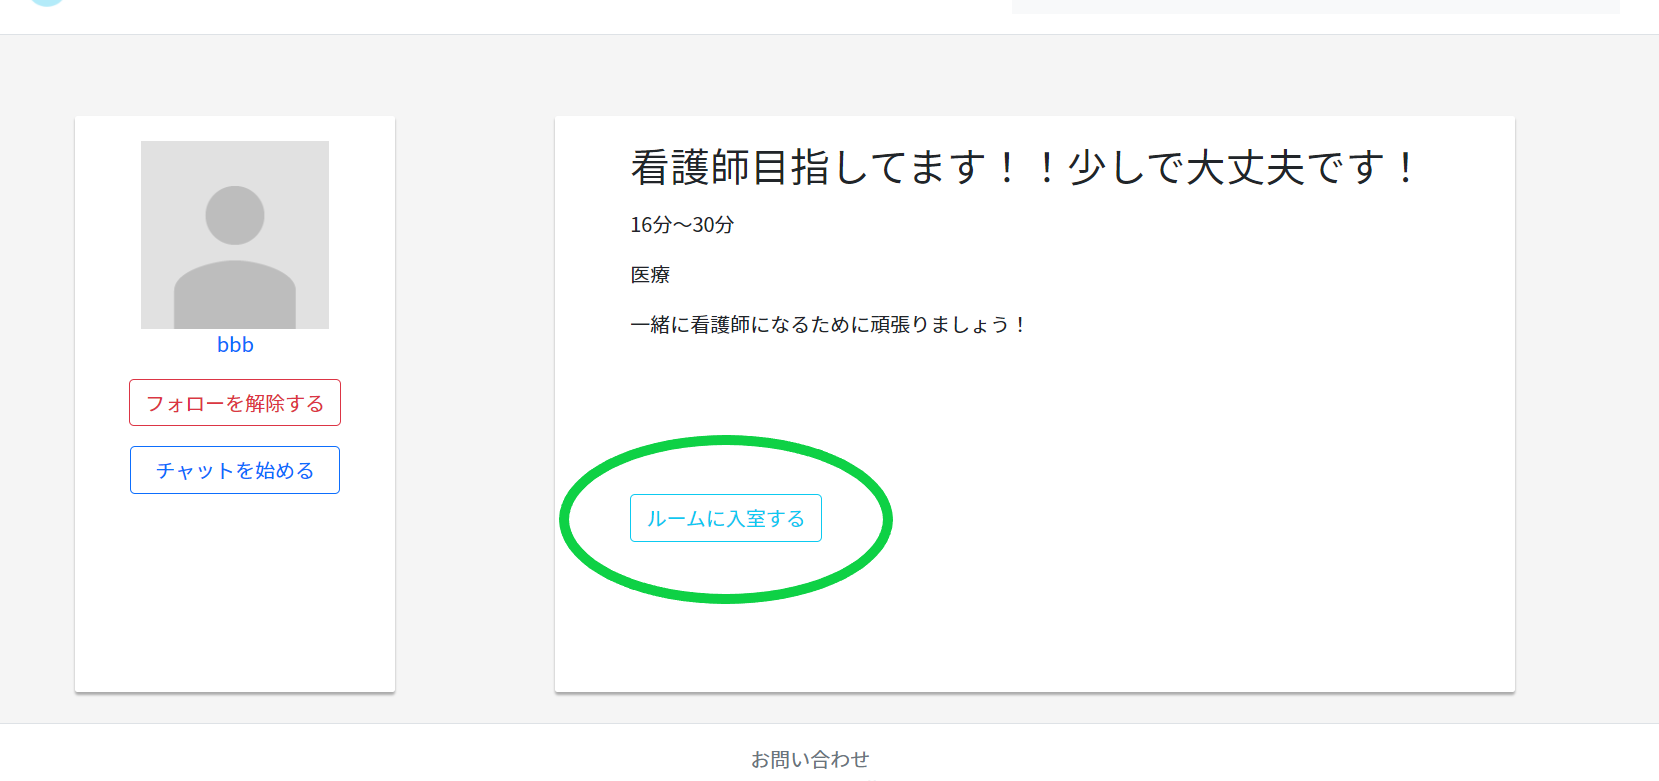 bbb
フォローを解除する
チャットを始める
看護師目指してます！！少しで大丈夫です！
16分～30分
医療
一緒に看護師になるために頑張りましょう！
ルームに入室する
お問い合わせ